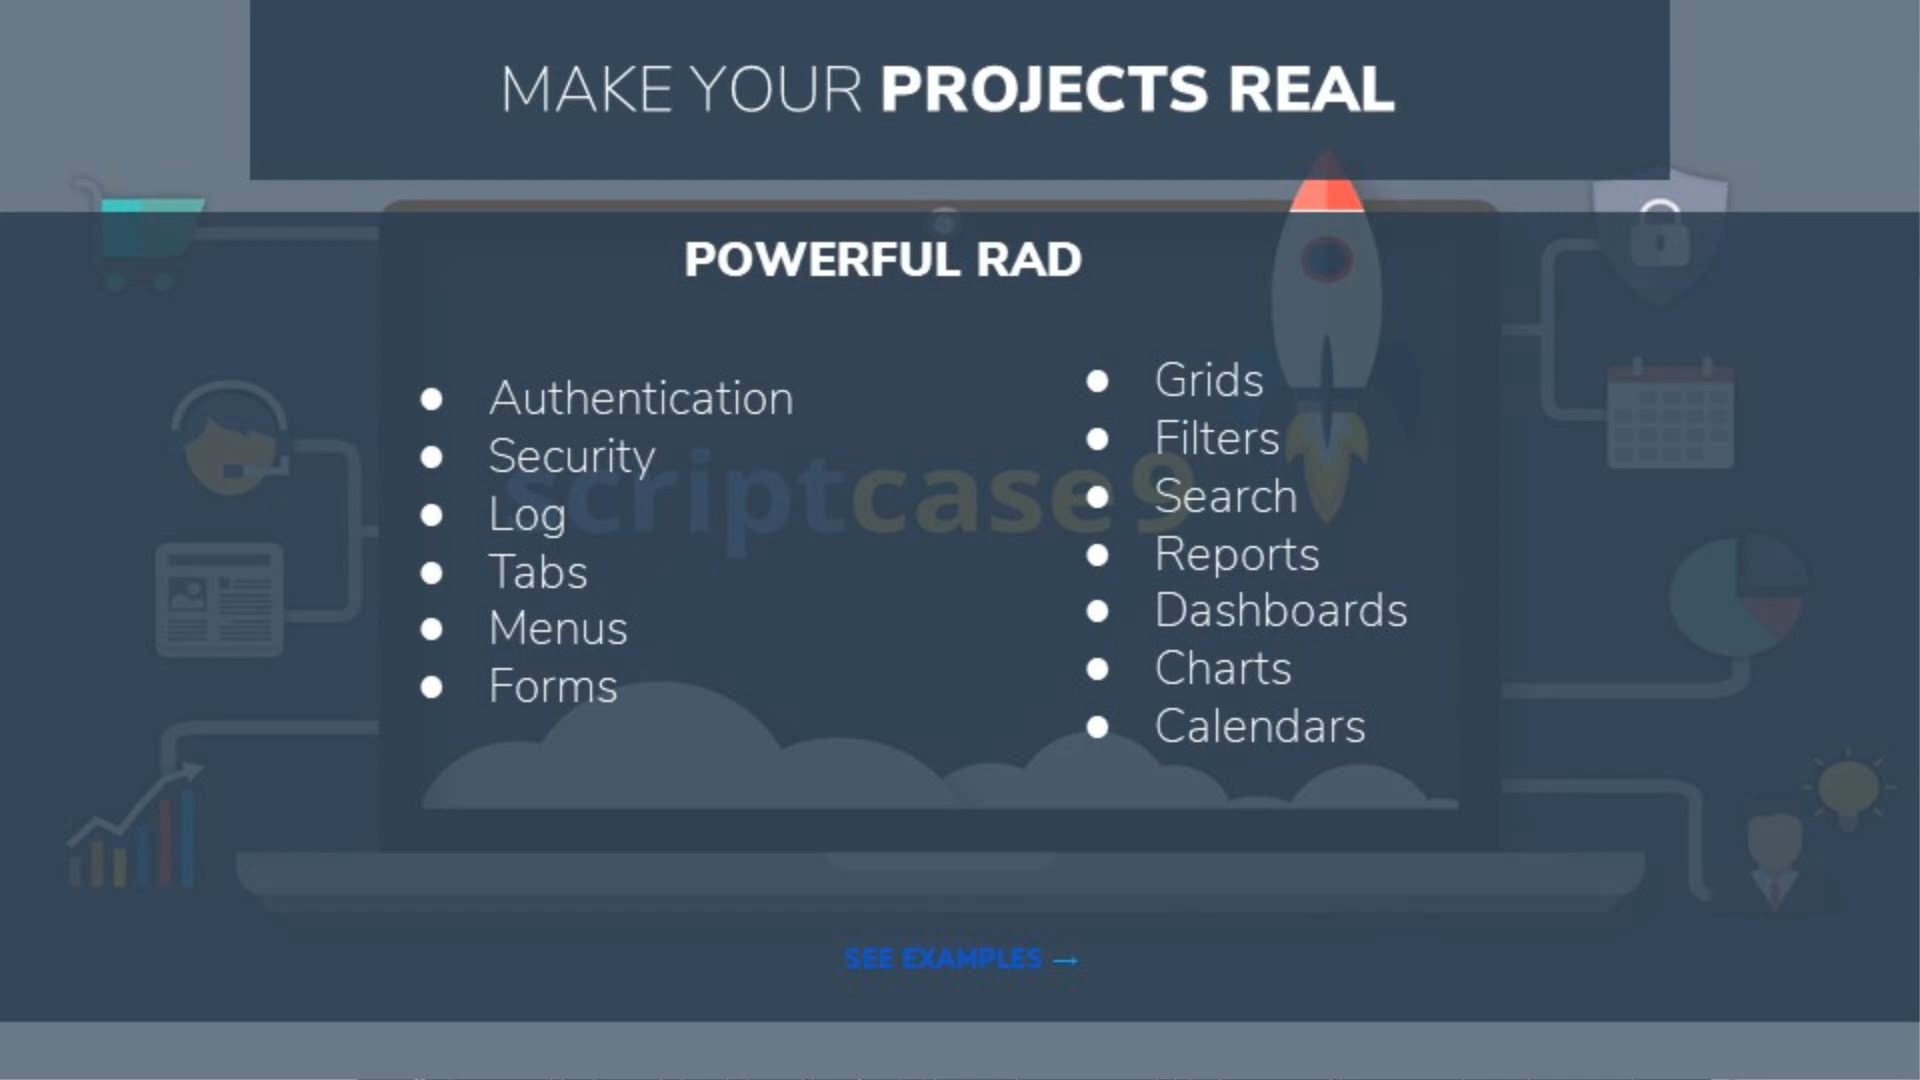 MAKE YOUR PROJECTS REAL
POWERFUL RAD
Authentication
Security
Log
Tabs
Menus
Forms
Grids
Filters
Search
Reports
Dashboards
Charts
Calendars
scriptcase9
SEE EXAMPLES →